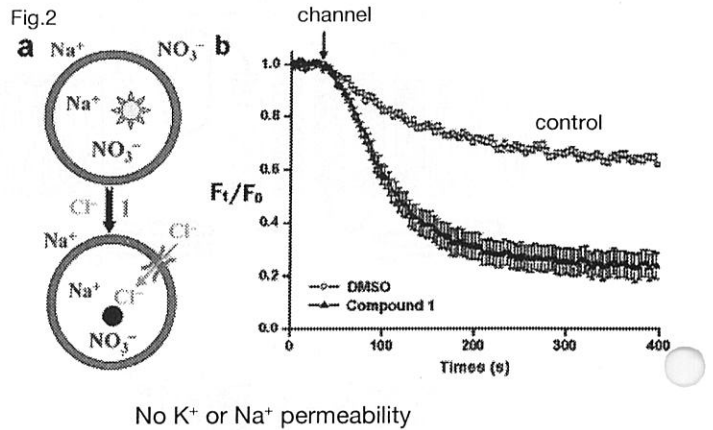 Fig.2
channel
a
Na⁺
NO₃⁻
Na⁺
NO₃⁻
Cl⁻
1
Na⁺
Cl⁻
Na⁺
Cl⁻
NO₃⁻
b
control
Fₜ/F₀
1.0
0.8
0.6
0.4
0.2
0.0
DMSO
Compound 1
0
100
200
300
400
Times (s)
No K⁺ or Na⁺ permeability